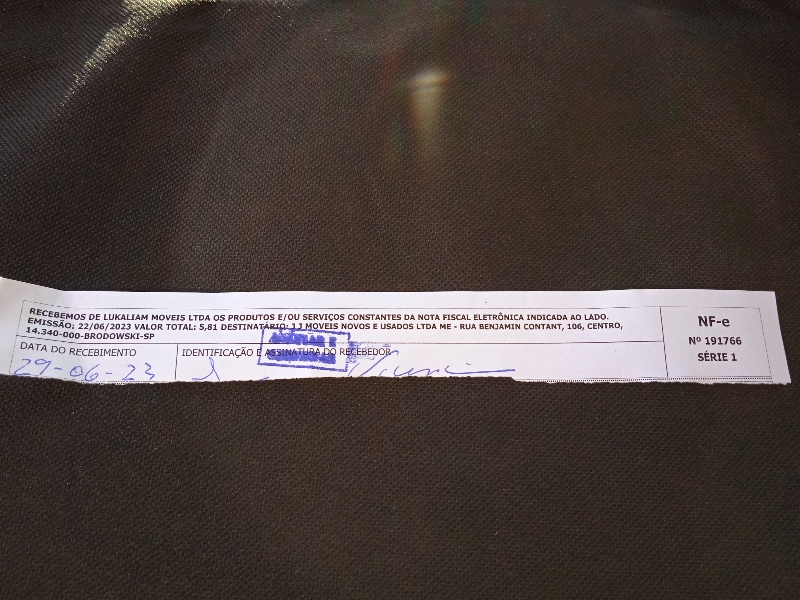 RECEBEMOS DE LUKALIAM MOVEIS LTDA OS PRODUTOS E/OU SERVIÇOS CONSTANTES DA NOTA FISCAL ELETRÔNICA INDICADA AO LADO.
EMISSÃO: 22/06/2023 VALOR TOTAL: 5,81 DESTINATÁRIO: J J MOVEIS NOVOS E USADOS LTDA ME - RUA BENJAMIN CONTANT, 106, CENTRO,
14.340-000-BRODOWSKI-SP
DATA DO RECEBIMENTO
29-06-23
IDENTIFICAÇÃO E ASSINATURA DO RECEBEDOR
NF-e
Nº 191766
SÉRIE 1